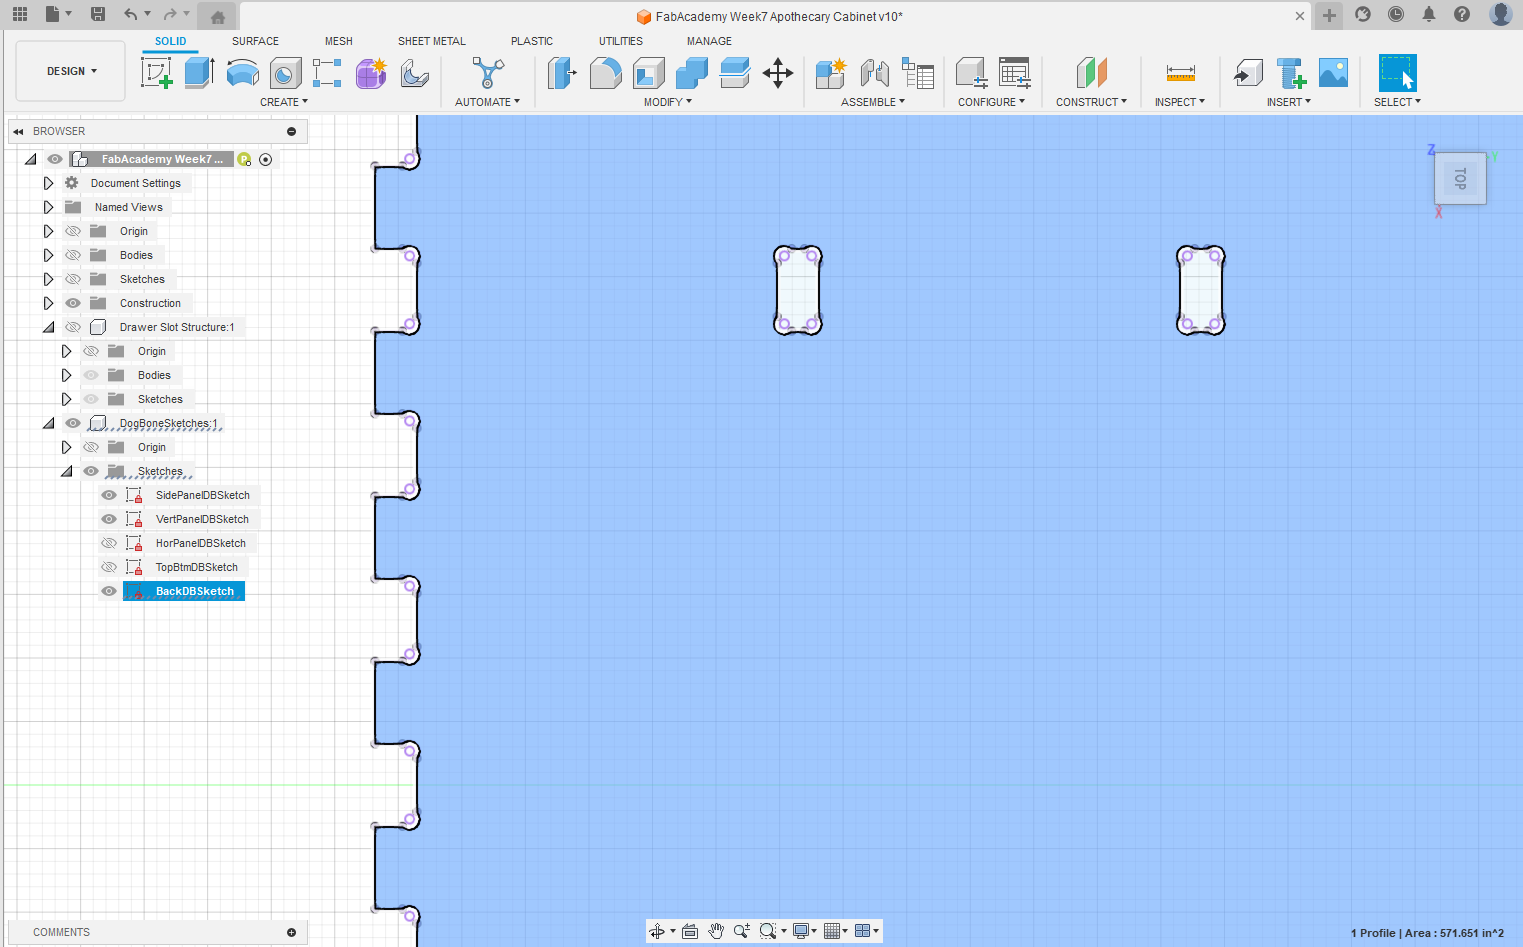 FabAcademy Week7 Apothecary Cabinet v10*
SOLID SURFACE MESH SHEET METAL PLASTIC UTILITIES MANAGE
DESIGN
CREATE AUTOMATE MODIFY ASSEMBLE CONFIGURE CONSTRUCT INSPECT INSERT SELECT
BROWSER
FabAcademy Week7 ...
Document Settings
Named Views
Origin
Bodies
Sketches
Construction
Drawer Slot Structure:1
Origin
Bodies
Sketches
DogBoneSketches:1
Origin
Sketches
SidePanelDBSketch
VertPanelDBSketch
HorPanelDBSketch
TopBtmDBSketch
BackDBSketch
Z Y
TOP
X
COMMENTS
1 Profile | Area : 571.651 in^2